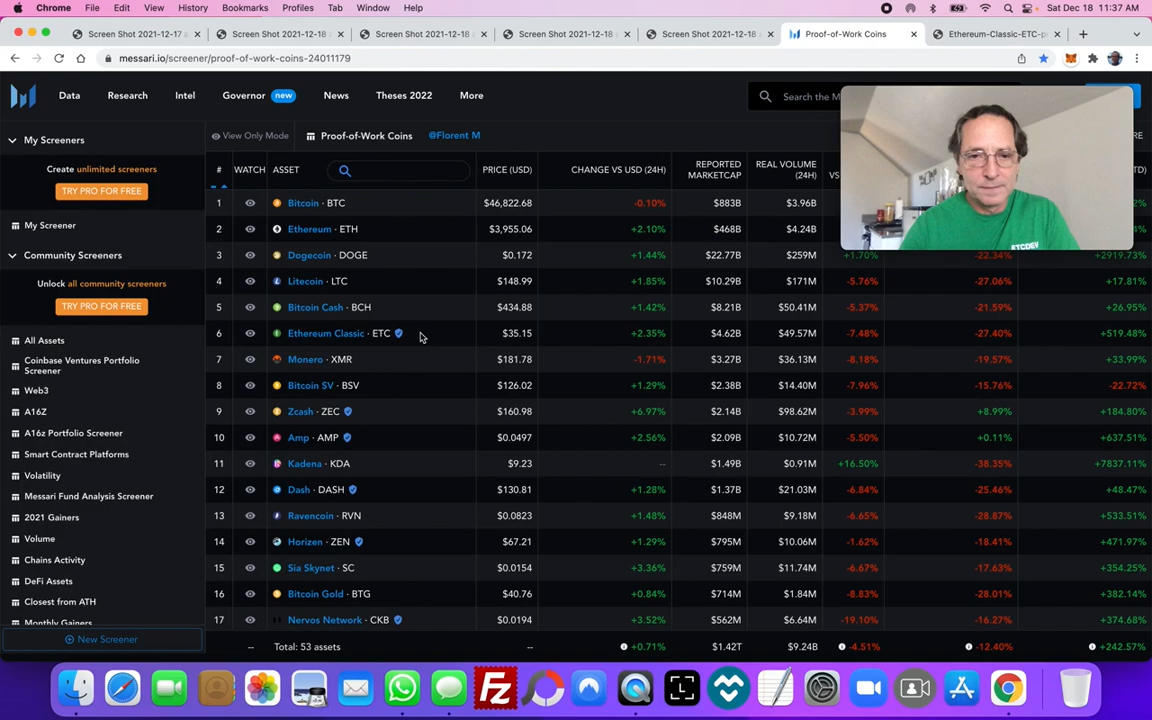 Chrome File Edit View History Bookmarks Profiles Tab Window Help Sat Dec 18 11:37 AM
Screen Shot 2021-12-17 a Screen Shot 2021-12-18 a Screen Shot 2021-12-18 a Screen Shot 2021-12-18 Screen Shot 2021-12-18 Proof-of-Work Coins Ethereum-Classic-ETC-p
messari.io/screener/proof-of-work-coins-24011179
Data Research Intel Governor new News Theses 2022 More Search the M
My Screeners View Only Mode Proof-of-Work Coins @Florent M
Create unlimited screeners
TRY PRO FOR FREE
My Screener
Community Screeners
Unlock all community screeners
TRY PRO FOR FREE
All Assets
Coinbase Ventures Portfolio
Screener
Web3
A16Z
A16z Portfolio Screener
Smart Contract Platforms
Volatility
Messari Fund Analysis Screener
2021 Gainers
Volume
Chains Activity
DeFi Assets
Closest from ATH
Monthly Gainers
New Screener
# WATCH ASSET PRICE (USD) CHANGE VS USD (24H) REPORTED MARKETCAP REAL VOLUME (24H) VS
1 Bitcoin · BTC $46,822.68 -0.10% $883B $3.96B
2 Ethereum · ETH $3,955.06 +2.10% $468B $4.24B
3 Dogecoin · DOGE $0.172 +1.44% $22.77B $259M +1.70% -22.34% +2919.73%
4 Litecoin · LTC $148.99 +1.85% $10.29B $171M -5.76% -27.06% +17.81%
5 Bitcoin Cash · BCH $434.88 +1.42% $8.21B $50.41M -5.37% -21.59% +26.95%
6 Ethereum Classic · ETC $35.15 +2.35% $4.62B $49.57M -7.48% -27.40% +519.48%
7 Monero · XMR $181.78 -1.71% $3.27B $36.13M -8.18% -19.57% +33.99%
8 Bitcoin SV · BSV $126.02 +1.29% $2.38B $14.40M -7.96% -15.76% -22.72%
9 Zcash · ZEC $160.98 +6.97% $2.14B $98.62M -3.99% +8.99% +184.80%
10 Amp · AMP $0.0497 +2.56% $2.09B $10.72M -5.50% +0.11% +637.51%
11 Kadena · KDA $9.23 -- $1.49B $0.91M +16.50% -38.35% +7837.11%
12 Dash · DASH $130.81 +1.28% $1.37B $21.03M -6.84% -25.46% +48.47%
13 Ravencoin · RVN $0.0823 +1.48% $848M $9.18M -6.65% -28.87% +533.51%
14 Horizen · ZEN $67.21 +1.29% $795M $10.06M -1.62% -18.41% +471.97%
15 Sia Skynet · SC $0.0154 +3.36% $759M $11.74M -6.67% -17.63% +354.25%
16 Bitcoin Gold · BTG $40.76 +0.84% $714M $1.84M -8.83% -28.01% +382.14%
17 Nervos Network · CKB $0.0194 +3.52% $562M $6.64M -19.10% -16.27% +374.68%
-- Total: 53 assets -- +0.71% $1.42T $9.24B -4.51% -12.40% +242.57%
ETCDEV